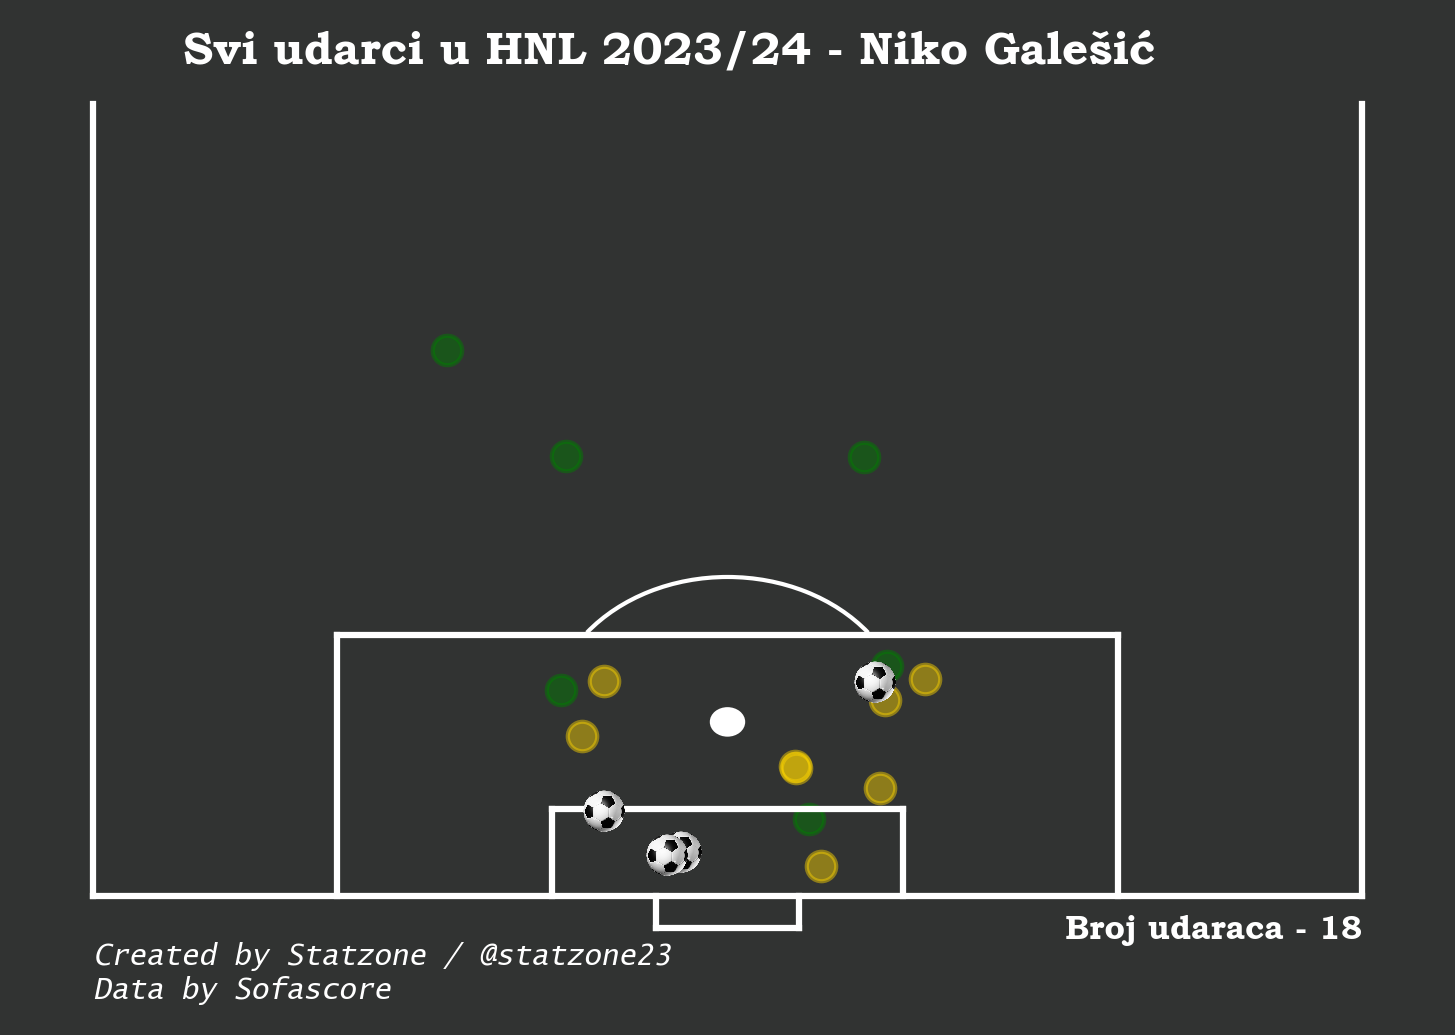 Svi udarci u HNL 2023/24 - Niko Galešić
Broj udaraca - 18
Created by Statzone / @statzone23
Data by Sofascore